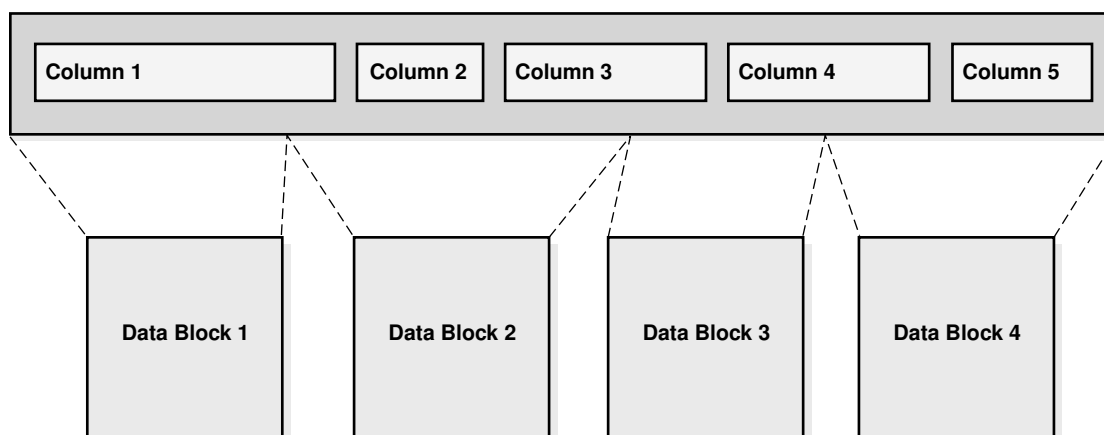 Column 1
Column 2
Column 3
Column 4
Column 5
Data Block 1
Data Block 2
Data Block 3
Data Block 4